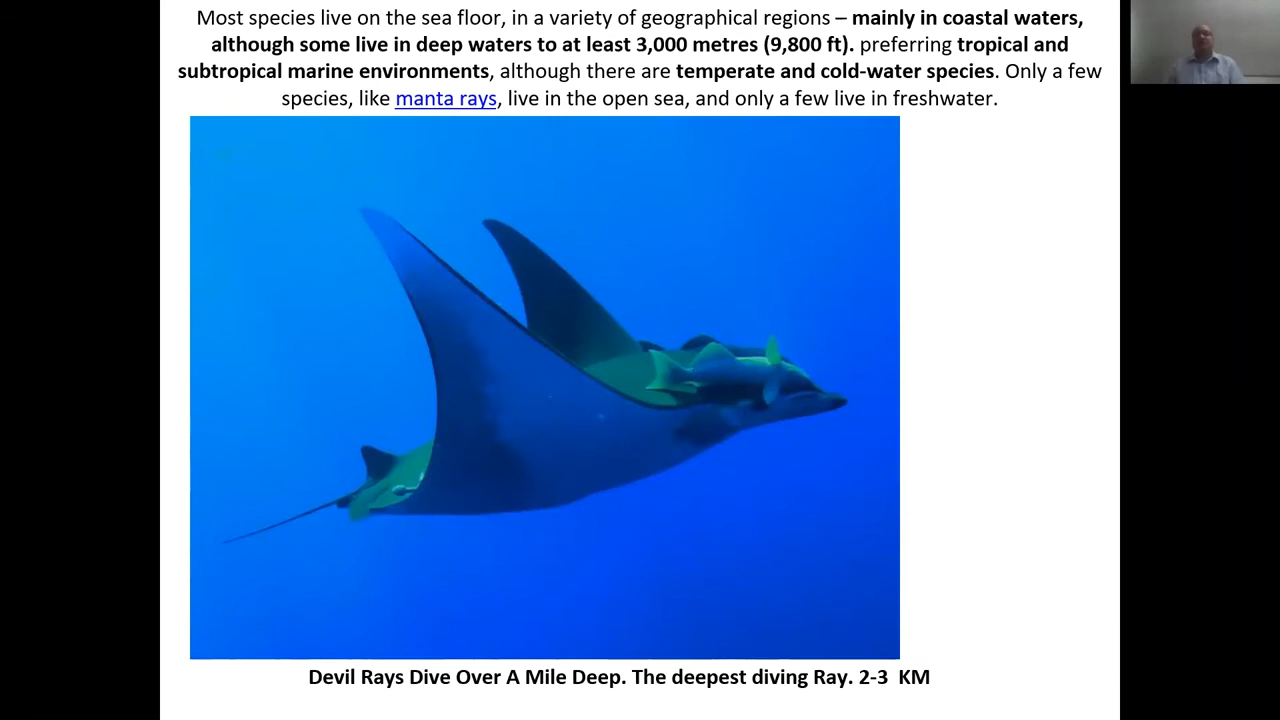 Most species live on the sea floor, in a variety of geographical regions – mainly in coastal waters,
although some live in deep waters to at least 3,000 metres (9,800 ft). preferring tropical and
subtropical marine environments, although there are temperate and cold-water species. Only a few
species, like manta rays, live in the open sea, and only a few live in freshwater.
Devil Rays Dive Over A Mile Deep. The deepest diving Ray. 2-3  KM